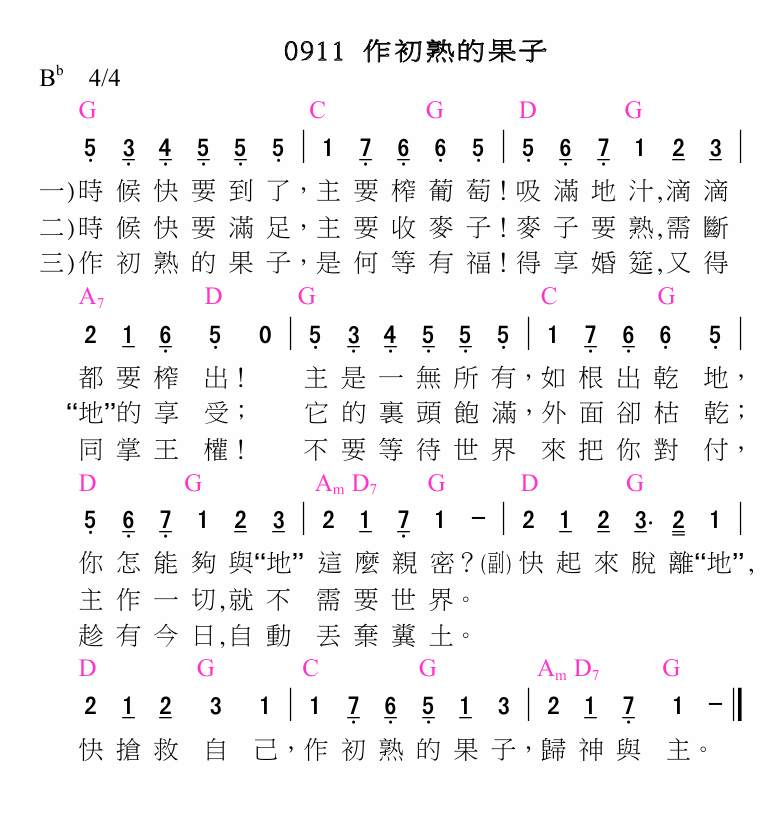 0911 作初熟的果子
Bb 4/4
G C G D G
5 3 4 5 5 5 | 1 7 6 6 5 | 5 6 7 1 2 3 |
一)時候快要到了，主要榨葡萄!吸滿地汁,滴滴
二)時候快要滿足，主要收麥子!麥子要熟,需斷
三)作初熟的果子，是何等有福!得享婚筵,又得
A7 D G C G
2 1 6 5 0 | 5 3 4 5 5 5 | 1 7 6 6 5 |
都要榨出! 主是一無所有，如根出乾地，
“地”的享受； 它的裏頭飽滿，外面卻枯乾；
同掌王權! 不要等待世界來把你對付，
D G Am D7 G D G
5 6 7 1 2 3 | 2 1 7 1 − | 2 1 2 3. 2 1 |
你怎能夠與“地”這麼親密？(副)快起來脫離“地”,
主作一切,就不需要世界。
趁有今日,自動丟棄糞土。
D G C G Am D7 G
2 1 2 3 1 | 1 7 6 5 1 3 | 2 1 7 1 − ‖
快搶救自己，作初熟的果子，歸神與主。